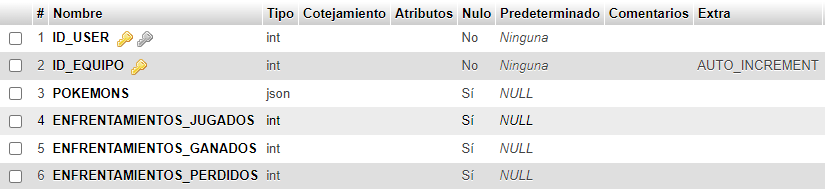 # Nombre Tipo Cotejamiento Atributos Nulo Predeterminado Comentarios Extra
1 ID_USER int No Ninguna
2 ID_EQUIPO int No Ninguna AUTO_INCREMENT
3 POKEMONS json Sí NULL
4 ENFRENTAMIENTOS_JUGADOS int Sí NULL
5 ENFRENTAMIENTOS_GANADOS int Sí NULL
6 ENFRENTAMIENTOS_PERDIDOS int Sí NULL